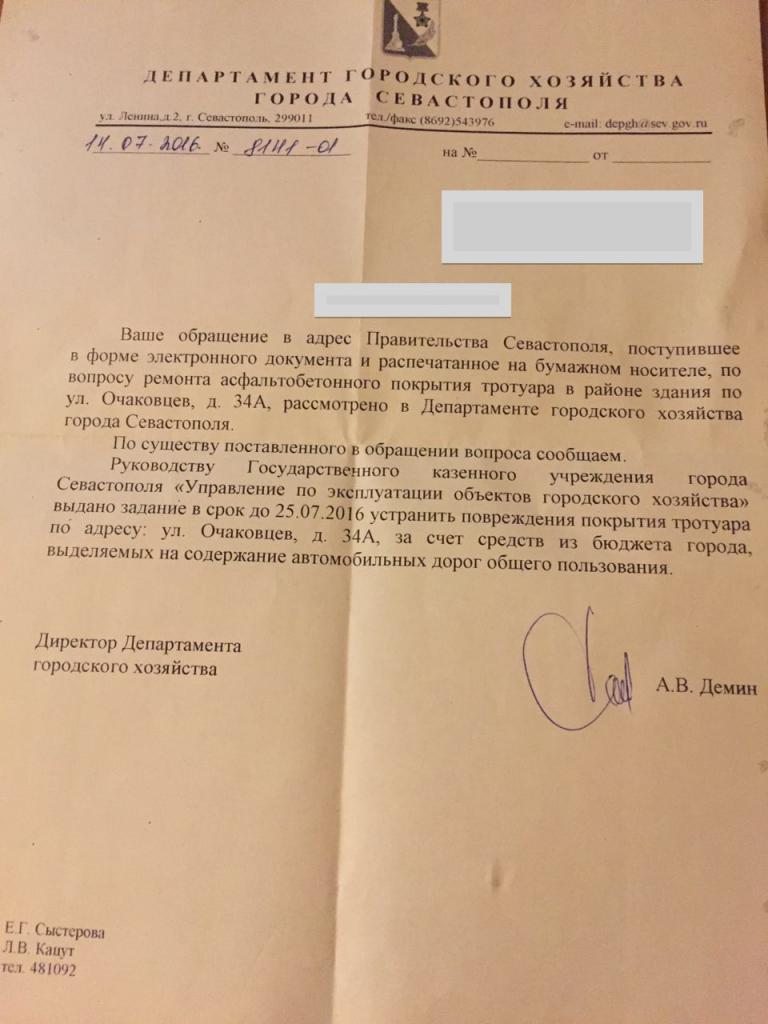 ДЕПАРТАМЕНТ ГОРОДСКОГО ХОЗЯЙСТВА
ГОРОДА СЕВАСТОПОЛЯ
ул. Ленина,д.2, г. Севастополь, 299011 тел./факс (8692)543976 e-mail: depgh@sev.gov.ru
14.07.2016 № 8141-01 на №____________ от ____________
Ваше обращение в адрес Правительства Севастополя, поступившее
в форме электронного документа и распечатанное на бумажном носителе, по
вопросу ремонта асфальтобетонного покрытия тротуара в районе здания по
ул. Очаковцев, д. 34А, рассмотрено в Департаменте городского хозяйства
города Севастополя.
По существу поставленного в обращении вопроса сообщаем.
Руководству Государственного казенного учреждения города
Севастополя «Управление по эксплуатации объектов городского хозяйства»
выдано задание в срок до 25.07.2016 устранить повреждения покрытия тротуара
по адресу: ул. Очаковцев, д. 34А, за счет средств из бюджета города,
выделяемых на содержание автомобильных дорог общего пользования.
Директор Департамента
городского хозяйства
А.В. Демин
Е.Г. Сыстерова
Л.В. Кацут
тел. 481092